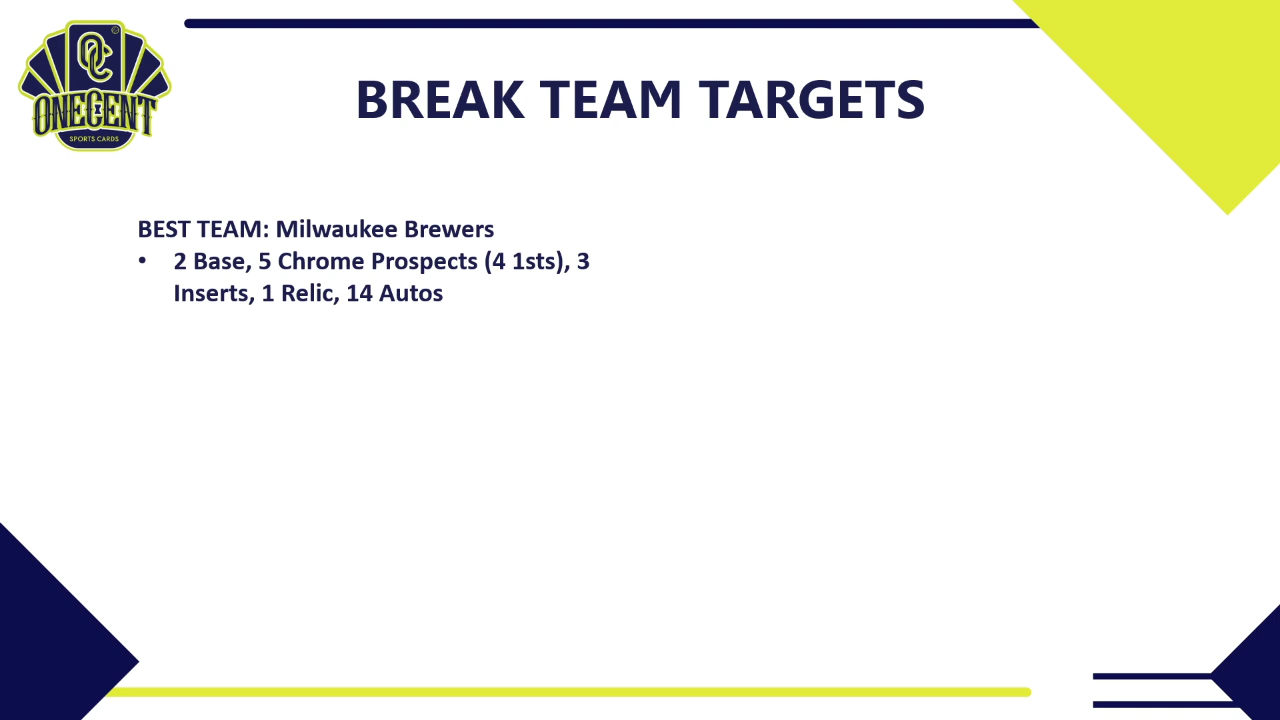 OC
ONECENT
SPORTS CARDS
BREAK TEAM TARGETS
BEST TEAM: Milwaukee Brewers
• 2 Base, 5 Chrome Prospects (4 1sts), 3
Inserts, 1 Relic, 14 Autos